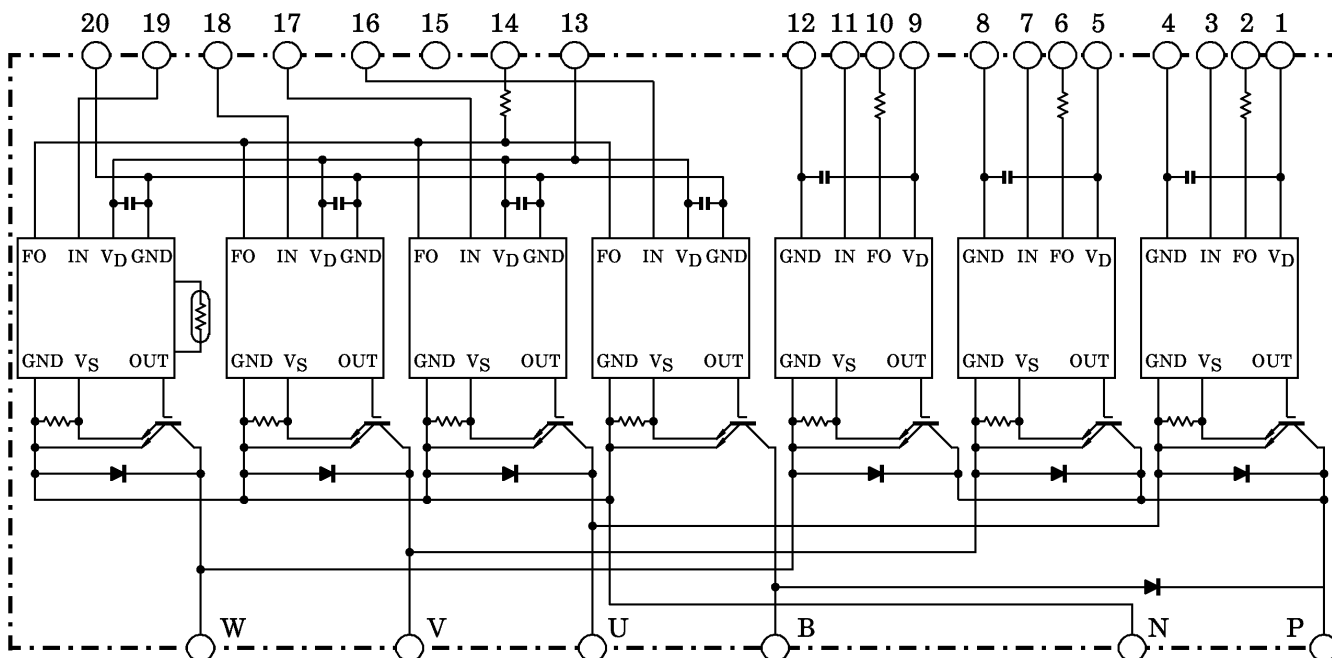 20 19 18 17 16 15 14 13 12 11 10 9 8 7 6 5 4 3 2 1
FO IN VD GND FO IN VD GND FO IN VD GND FO IN VD GND GND IN FO VD GND IN FO VD GND IN FO VD
GND VS OUT GND VS OUT GND VS OUT GND VS OUT GND VS OUT GND VS OUT GND VS OUT
W V U B N P